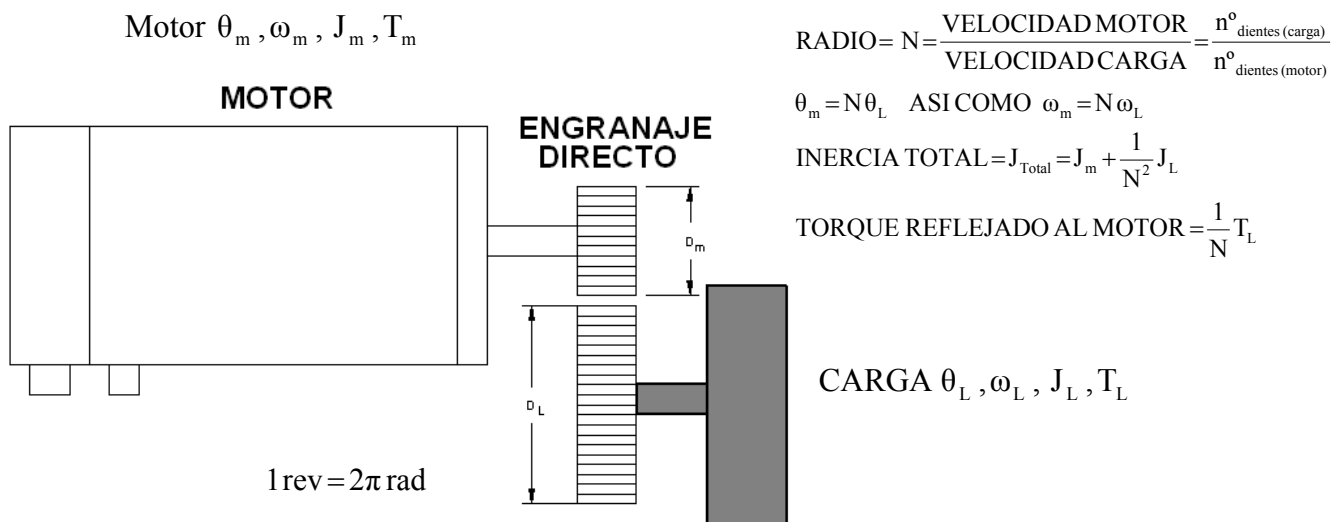 Motor θ_m , ω_m , J_m , T_m
RADIO = N = VELOCIDAD MOTOR / VELOCIDAD CARGA = nº dientes (carga) / nº dientes (motor)
θ_m = N θ_L ASI COMO ω_m = N ω_L
INERCIA TOTAL = J_Total = J_m + 1/N² J_L
TORQUE REFLEJADO AL MOTOR = 1/N T_L
MOTOR
ENGRANAJE
DIRECTO
D_m
D_L
CARGA θ_L , ω_L , J_L , T_L
1 rev = 2π rad